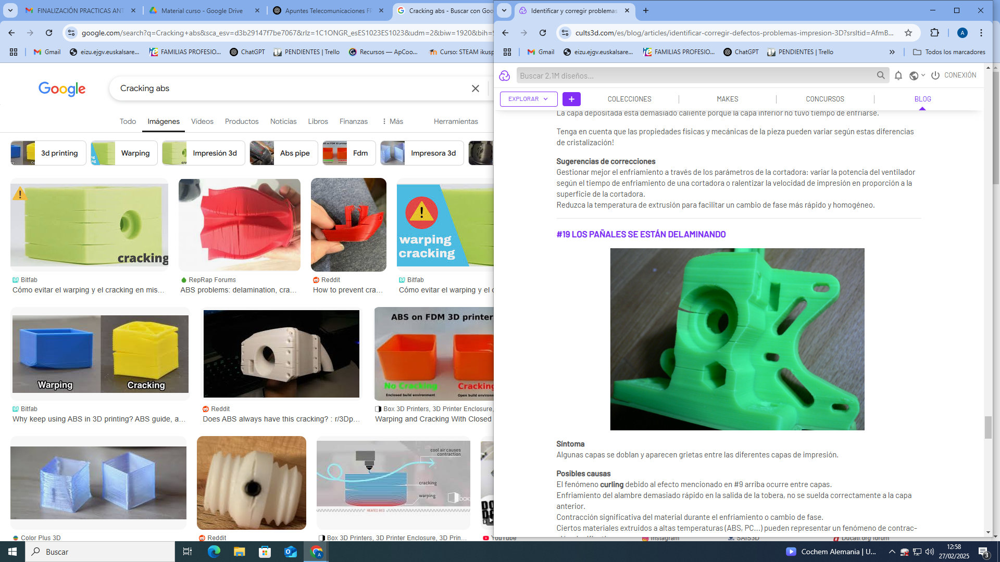 FINALIZACIÓN PRACTICAS ANT
Material curso - Google Drive
Apuntes Telecomunicaciones FP
Cracking abs - Buscar con Goo
google.com/search?q=Cracking+abs&sca_esv=d3b29147f7be7067&rlz=1C1ONGR_esES1023ES1023&udm=2&biw=1920&bih=
Gmail
eizu.ejgv.euskalsare...
FAMILIAS PROFESIO...
ChatGPT
PENDIENTES | Trello
Recursos — ApCoo...
Curso: STEAM ikusp
Google
Cracking abs
Todo
Imágenes
Vídeos
Productos
Noticias
Libros
Finanzas
Más
Herramientas
3d printing
Warping
Impresión 3d
Abs pipe
Fdm
Impresora 3d
cracking
warping
cracking
Bitfab
Cómo evitar el warping y el cracking en mis...
RepRap Forums
ABS problems: delamination, cra...
Reddit
How to prevent cra...
Bitfab
Cómo evitar el warping y el c
Warping
Cracking
ABS on FDM 3D printer
No Cracking
Enclosed build environment
Cracking
Open build environment
Bitfab
Why keep using ABS in 3D printing? ABS guide, a...
Reddit
Does ABS always have this cracking? : r/3Dp...
Box 3D Printers, 3D Printer Enclosure,
Warping and Cracking With Closed
cool air causes
contraction
cracking
warping
box
HEATED BED
Color Plus 3D
Reddit
Box 3D Printers, 3D Printer Enclosure, 3D Prin...
YouTube
Identificar y corregir problemas
cults3d.com/es/blog/articles/identificar-corregir-defectos-problemas-impresion-3D?srsltid=AfmB...
A
Gmail
eizu.ejgv.euskalsare...
FAMILIAS PROFESIO...
ChatGPT
PENDIENTES | Trello
Todos los marcadores
Buscar 2,1M diseños...
CONEXIÓN
EXPLORAR
COLECCIONES
MAKES
CONCURSOS
BLOG
La capa depositada está demasiado caliente porque la capa inferior no tuvo tiempo de enfriarse.
Tenga en cuenta que las propiedades físicas y mecánicas de la pieza pueden variar según estas diferencias
de cristalización!
Sugerencias de correcciones
Gestionar mejor el enfriamiento a través de los parámetros de la cortadora: variar la potencia del ventilador
según el tiempo de enfriamiento de una cortadora o ralentizar la velocidad de impresión en proporción a la
superficie de la cortadora.
Reduzca la temperatura de extrusión para facilitar un cambio de fase más rápido y homogéneo.
#19 LOS PAÑALES SE ESTÁN DELAMINANDO
Síntoma
Algunas capas se doblan y aparecen grietas entre las diferentes capas de impresión.
Posibles causas
El fenómeno curling debido al efecto mencionado en #9 arriba ocurre entre capas.
Enfriamiento del alambre demasiado rápido en la salida de la tobera, no se suelda correctamente a la capa
anterior.
Contracción significativa del material durante el enfriamiento o cambio de fase.
Ciertos materiales extruidos a altas temperaturas (ABS, PC...) pueden representar un fenómeno de contrac-
Instagram
SAIS3D
Ducati.org forum
Buscar
Cochem Alemania | U...
12:58
27/02/2025
3